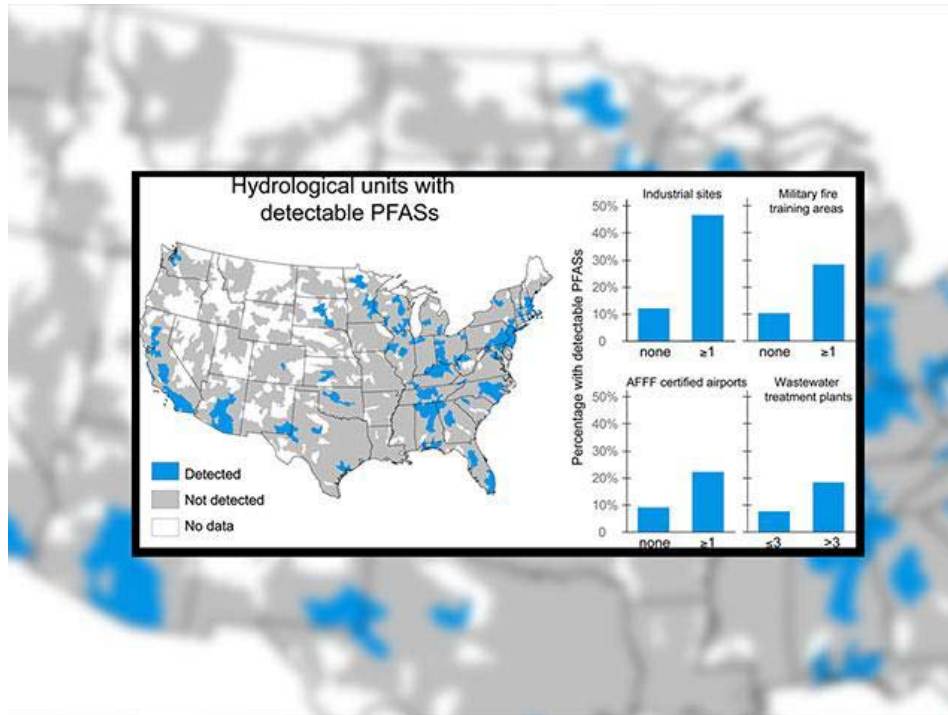 Hydrological units with
detectable PFASs
Detected
Not detected
No data
Percentage with detectable PFASs
Industrial sites
50%
40%
30%
20%
10%
0
none ≥1
Military fire
training areas
none ≥1
AFFF certified airports
50%
40%
30%
20%
10%
0
none ≥1
Wastewater
treatment plants
≤3 >3